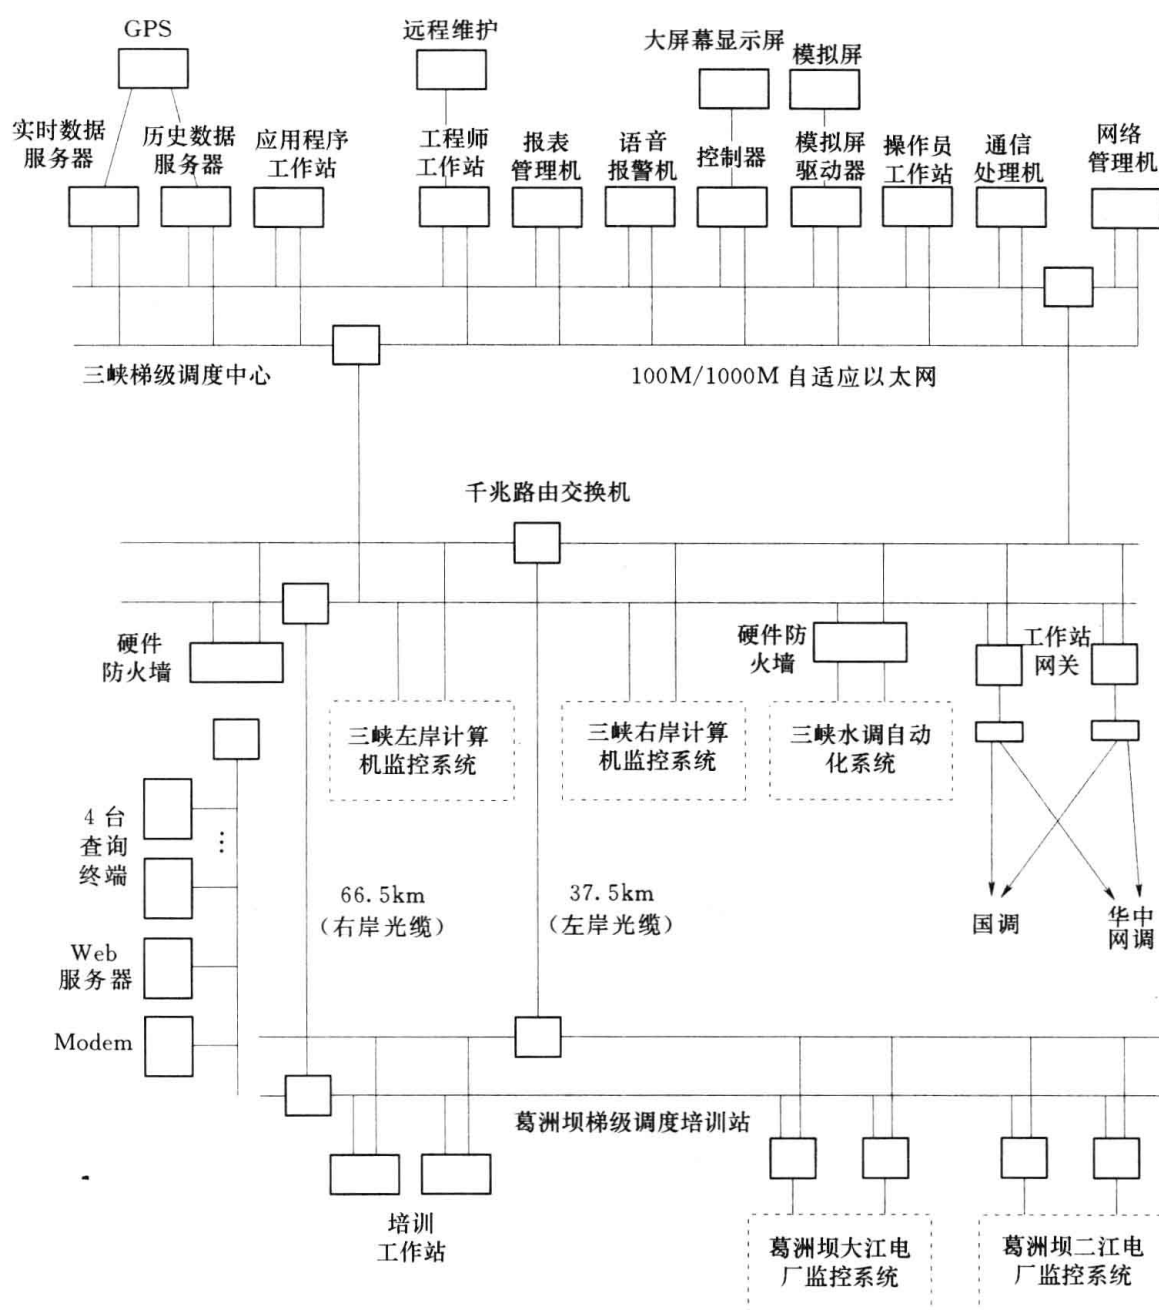 GPS
远程维护
大屏幕显示屏
模拟屏
实时数据
服务器
历史数据
服务器
应用程序
工作站
工程师
工作站
报表
管理机
语音
报警机
控制器
模拟屏
驱动器
操作员
工作站
通信
处理机
网络
管理机
三峡梯级调度中心
100M/1000M 自适应以太网
千兆路由交换机
硬件
防火墙
硬件防
火墙
工作站
网关
三峡左岸计算
机监控系统
三峡右岸计算
机监控系统
三峡水调自动
化系统
4 台
查询
终端
⋮
66.5km
(右岸光缆)
37.5km
(左岸光缆)
国调
华中
网调
Web
服务器
Modem
葛洲坝梯级调度培训站
培训
工作站
葛洲坝大江电
厂监控系统
葛洲坝二江电
厂监控系统